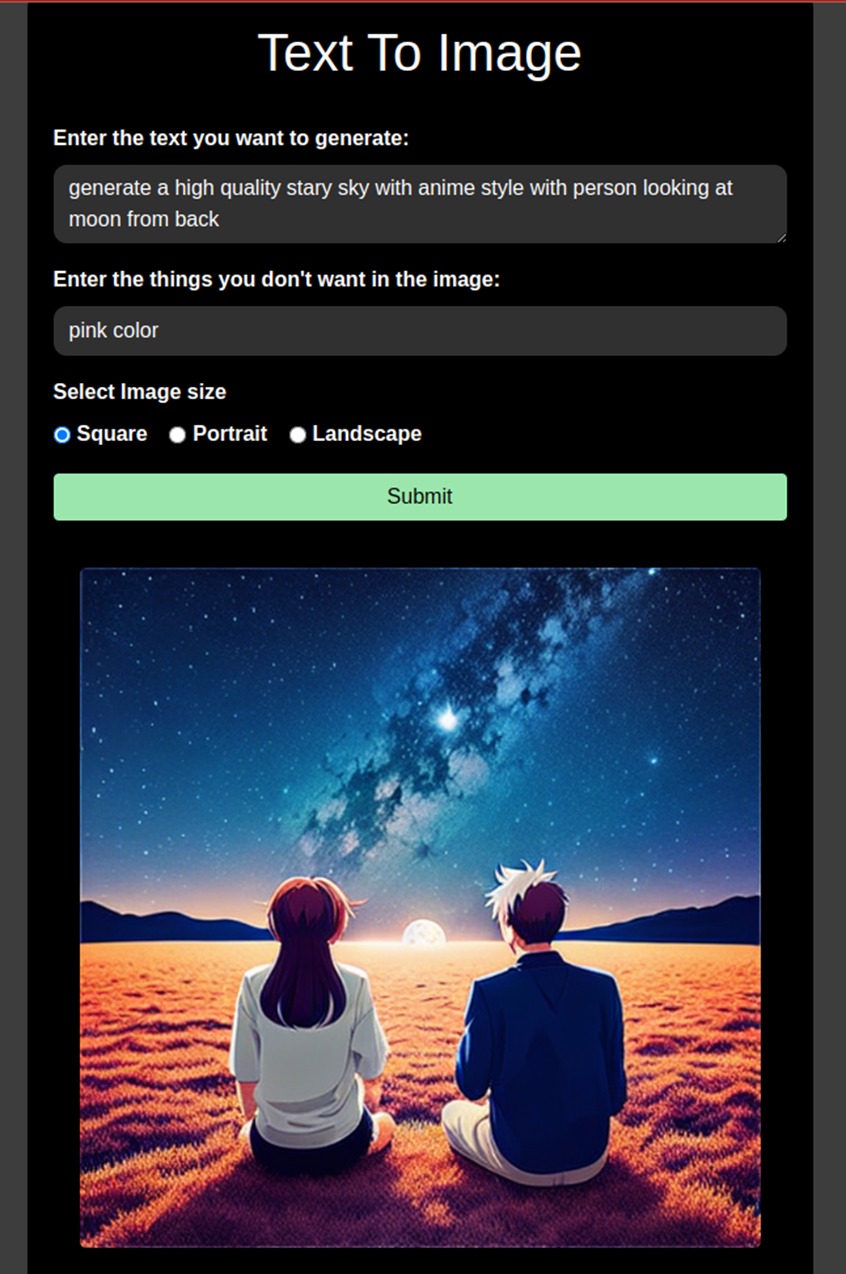 Text To Image
Enter the text you want to generate:
generate a high quality stary sky with anime style with person looking at
moon from back
Enter the things you don't want in the image:
pink color
Select Image size
Square Portrait Landscape
Submit